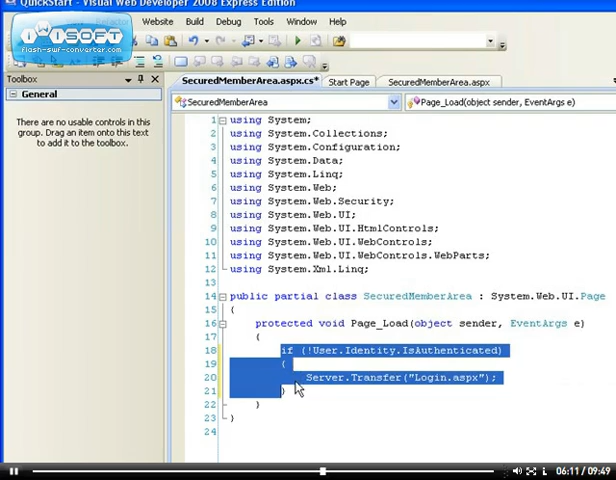 QuickStart - Visual Web Developer 2008 Express Edition
Refactor Website Build Debug Tools Window Help
iWiSOFT
flash-swf-converter.com
Toolbox
SecuredMemberArea.aspx.cs* Start Page SecuredMemberArea.aspx
General
SecuredMemberArea Page_Load(object sender, EventArgs e)
There are no usable controls in this
group. Drag an item onto this text
to add it to the toolbox.
1 using System;
2 using System.Collections;
3 using System.Configuration;
4 using System.Data;
5 using System.Linq;
6 using System.Web;
7 using System.Web.Security;
8 using System.Web.UI;
9 using System.Web.UI.HtmlControls;
10 using System.Web.UI.WebControls;
11 using System.Web.UI.WebControls.WebParts;
12 using System.Xml.Linq;
13
14 public partial class SecuredMemberArea : System.Web.UI.Page
15 {
16 protected void Page_Load(object sender, EventArgs e)
17 {
18 if (!User.Identity.IsAuthenticated)
19 {
20 Server.Transfer("Login.aspx");
21 }
22 }
23 }
24
06:11 / 09:49